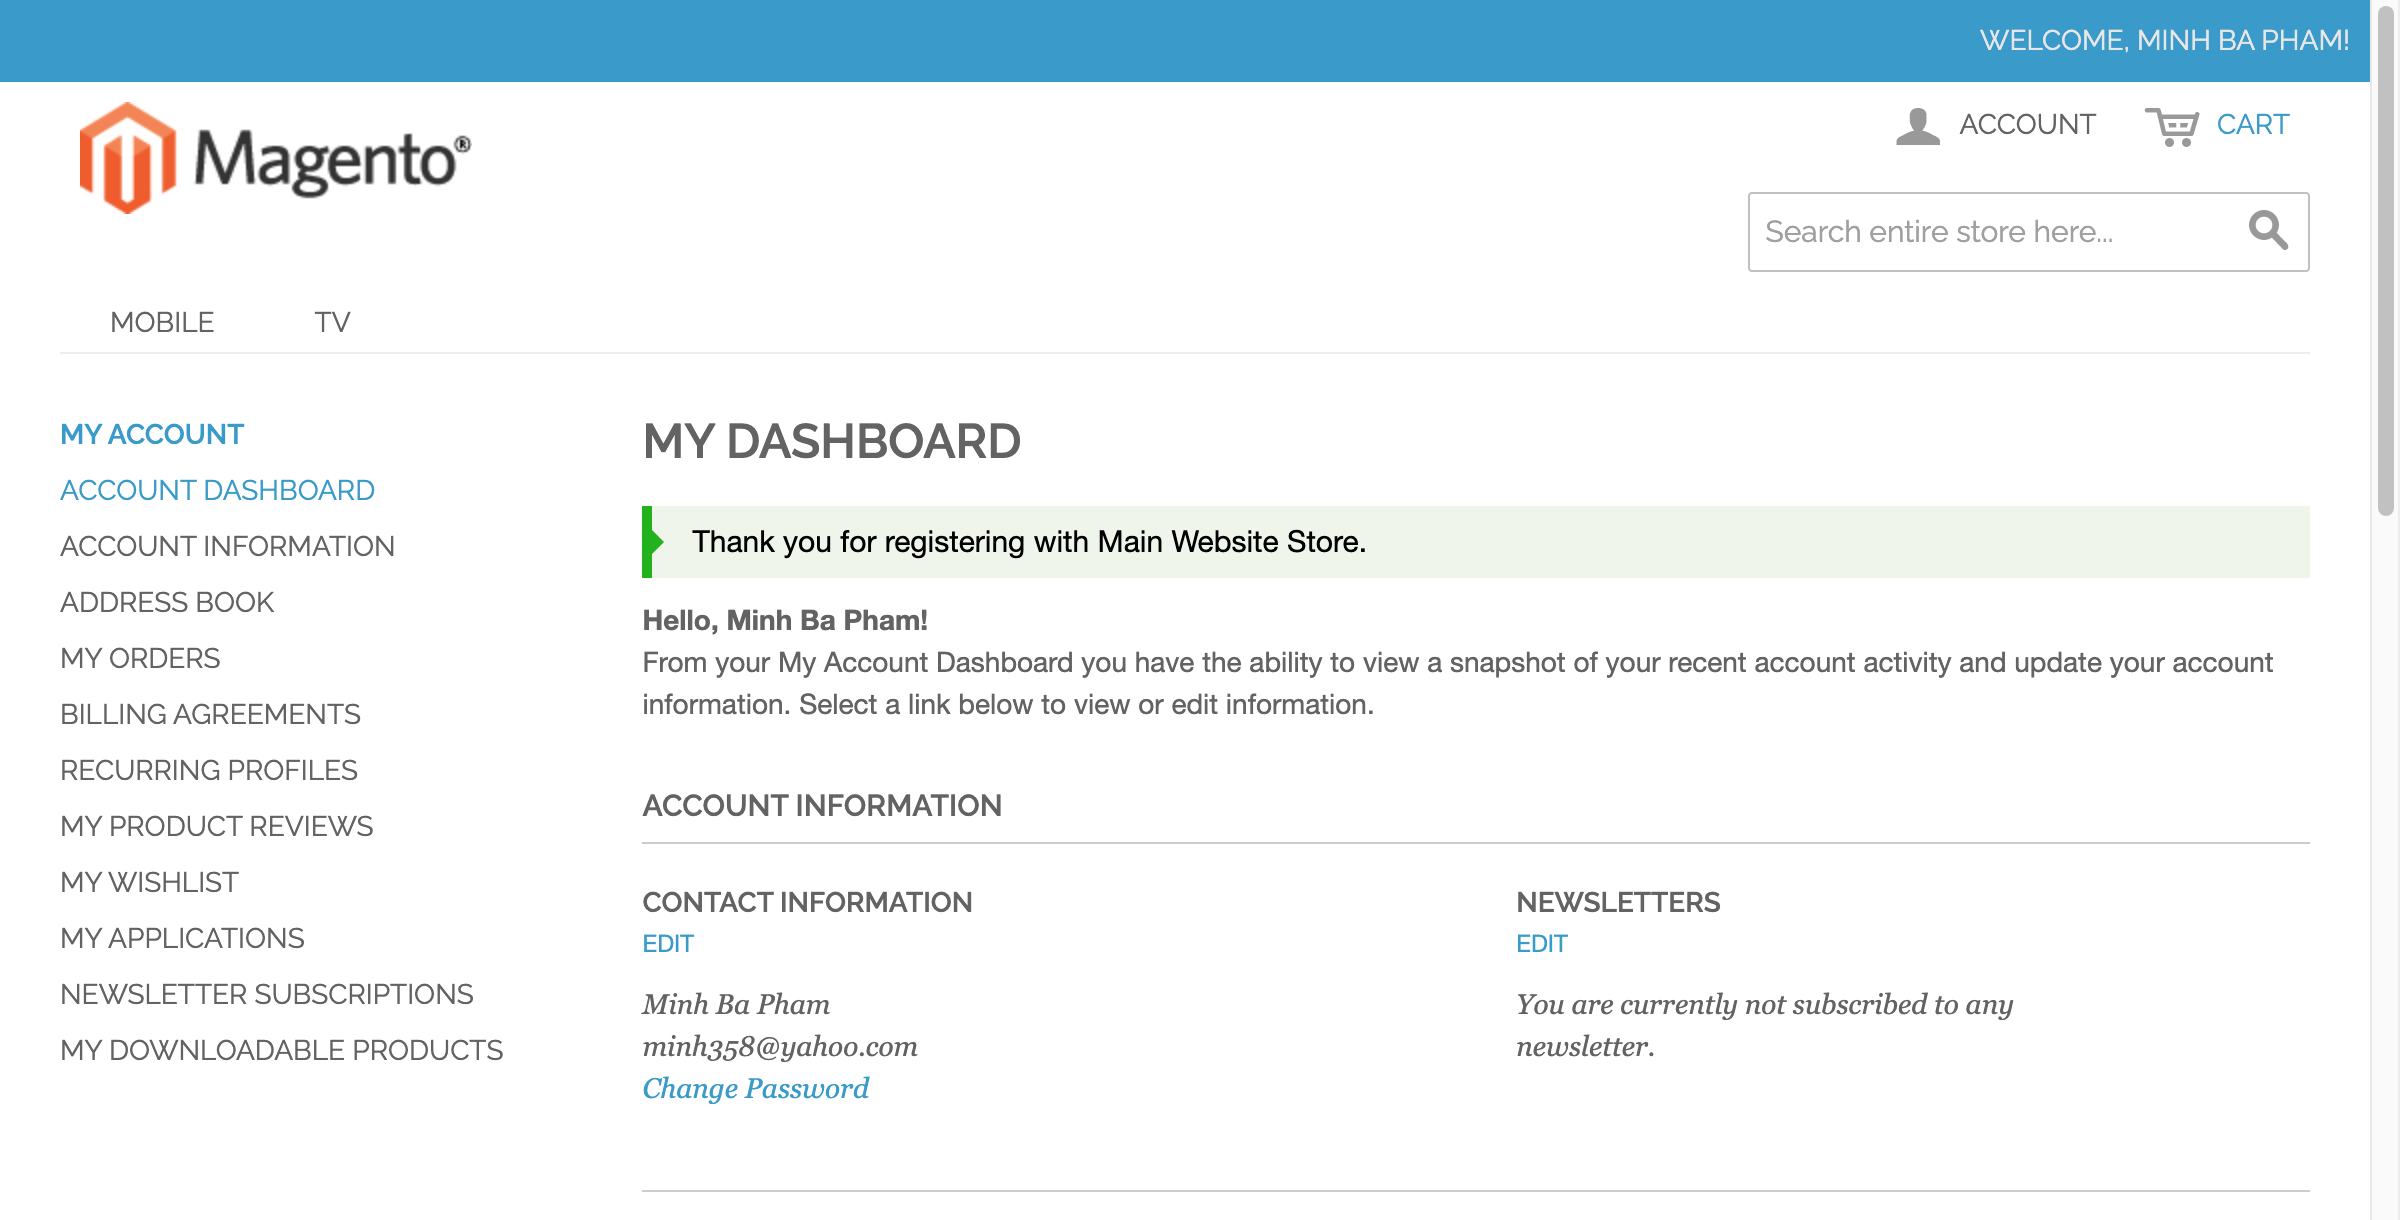 WELCOME, MINH BA PHAM!
Magento®
ACCOUNT
CART
Search entire store here...
MOBILE
TV
MY ACCOUNT
ACCOUNT DASHBOARD
ACCOUNT INFORMATION
ADDRESS BOOK
MY ORDERS
BILLING AGREEMENTS
RECURRING PROFILES
MY PRODUCT REVIEWS
MY WISHLIST
MY APPLICATIONS
NEWSLETTER SUBSCRIPTIONS
MY DOWNLOADABLE PRODUCTS
MY DASHBOARD
Thank you for registering with Main Website Store.
Hello, Minh Ba Pham!
From your My Account Dashboard you have the ability to view a snapshot of your recent account activity and update your account
information. Select a link below to view or edit information.
ACCOUNT INFORMATION
CONTACT INFORMATION
EDIT
Minh Ba Pham
minh358@yahoo.com
Change Password
NEWSLETTERS
EDIT
You are currently not subscribed to any
newsletter.